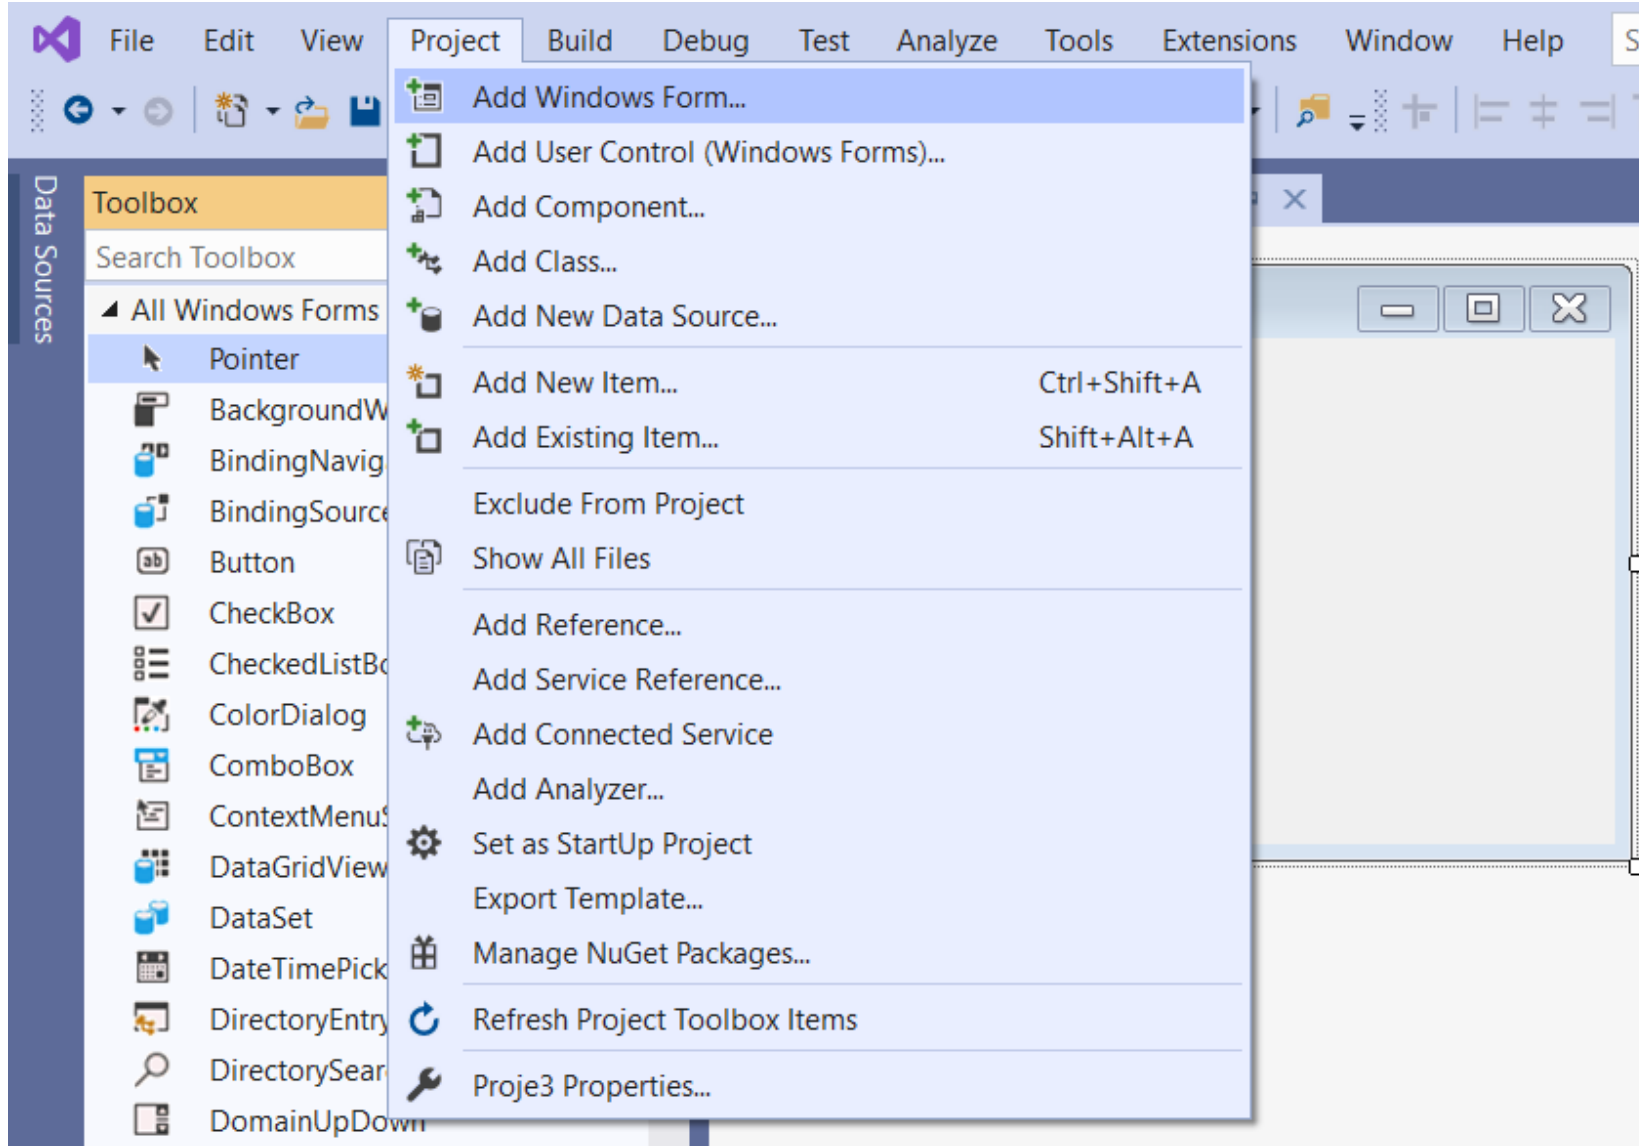 File Edit View Project Build Debug Test Analyze Tools Extensions Window Help S
Data Sources
Toolbox
Search Toolbox
All Windows Forms
Pointer
BackgroundW
BindingNavig
BindingSource
Button
CheckBox
CheckedListBo
ColorDialog
ComboBox
ContextMenuS
DataGridView
DataSet
DateTimePick
DirectoryEntry
DirectorySear
DomainUpDown
Add Windows Form...
Add User Control (Windows Forms)...
Add Component...
Add Class...
Add New Data Source...
Add New Item... Ctrl+Shift+A
Add Existing Item... Shift+Alt+A
Exclude From Project
Show All Files
Add Reference...
Add Service Reference...
Add Connected Service
Add Analyzer...
Set as StartUp Project
Export Template...
Manage NuGet Packages...
Refresh Project Toolbox Items
Proje3 Properties...